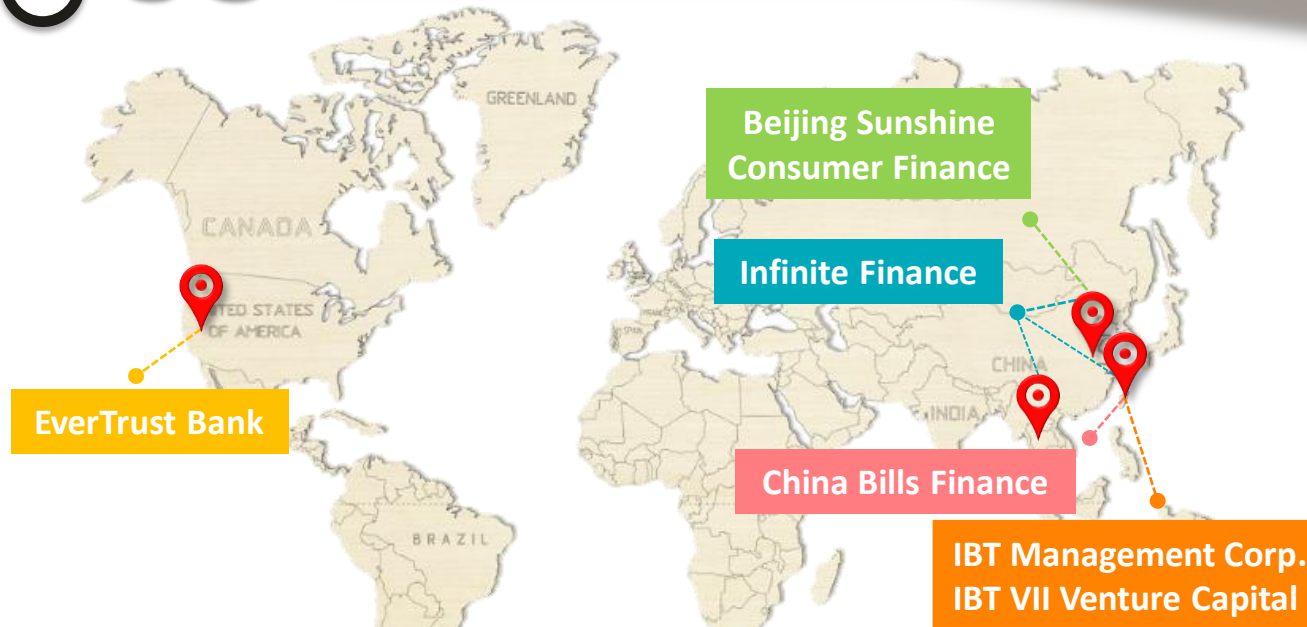 GREENLAND
Beijing Sunshine
Consumer Finance
CANADA
Infinite Finance
UNITED STATES
OF AMERICA
SPAIN
CHINA
INDIA
EverTrust Bank
China Bills Finance
BRAZIL
IBT Management Corp.
IBT VII Venture Capital